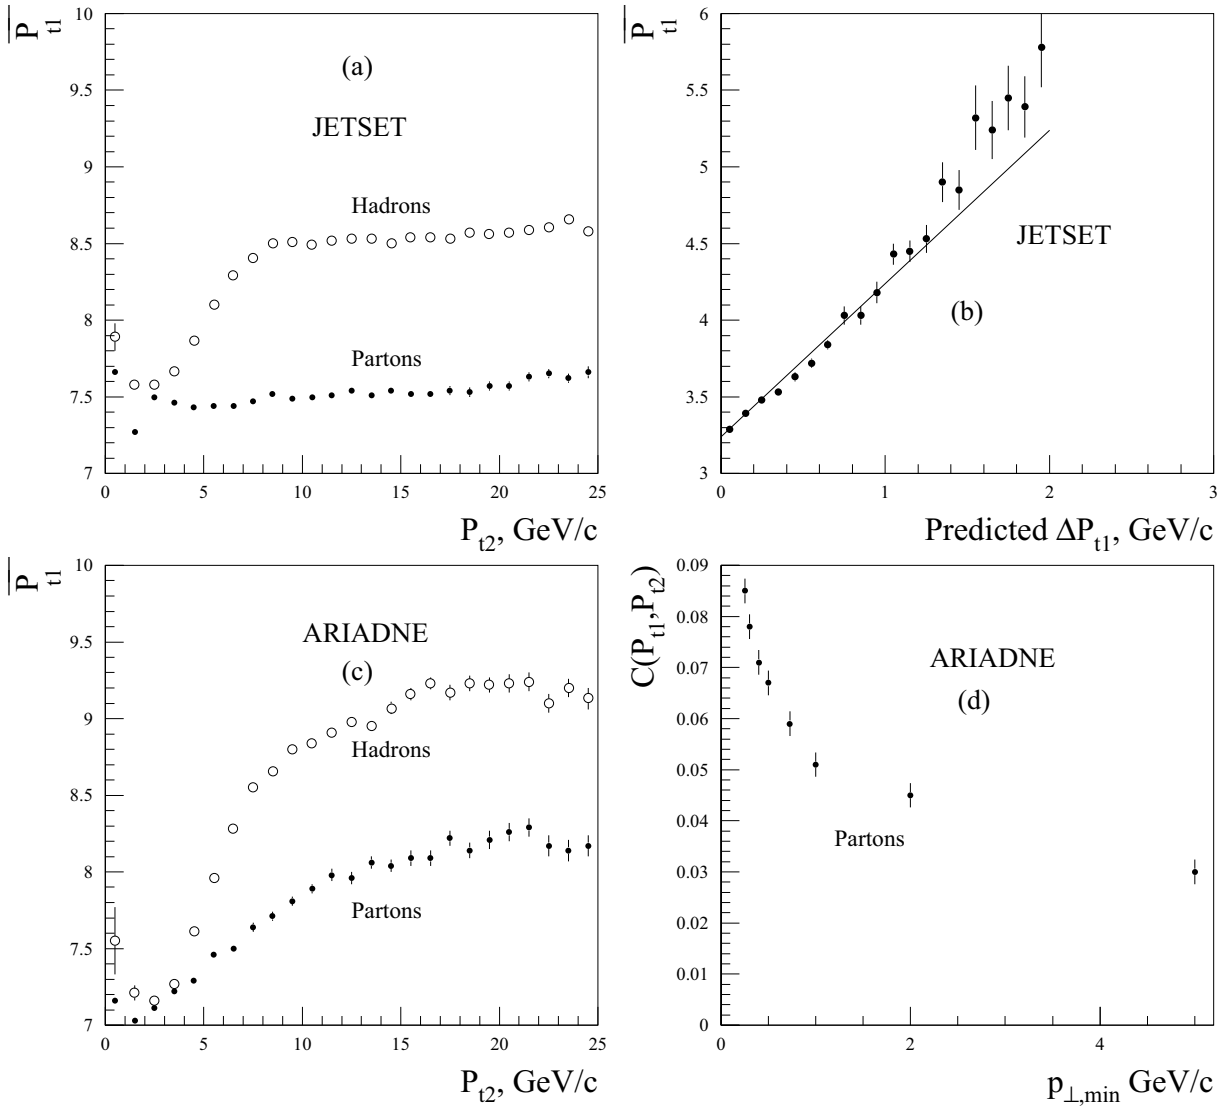 P̅t1
10
9.5
9
8.5
8
7.5
7
(a)
JETSET
Hadrons
Partons
0 5 10 15 20 25
Pt2, GeV/c
P̅t1
6
5.5
5
4.5
4
3.5
3
JETSET
(b)
0 1 2 3
Predicted ΔPt1, GeV/c
P̅t1
10
9.5
9
8.5
8
7.5
7
ARIADNE
(c)
Hadrons
Partons
0 5 10 15 20 25
Pt2, GeV/c
C(Pt1,Pt2)
0.09
0.08
0.07
0.06
0.05
0.04
0.03
0.02
0.01
0
ARIADNE
(d)
Partons
0 2 4
p⊥,min GeV/c